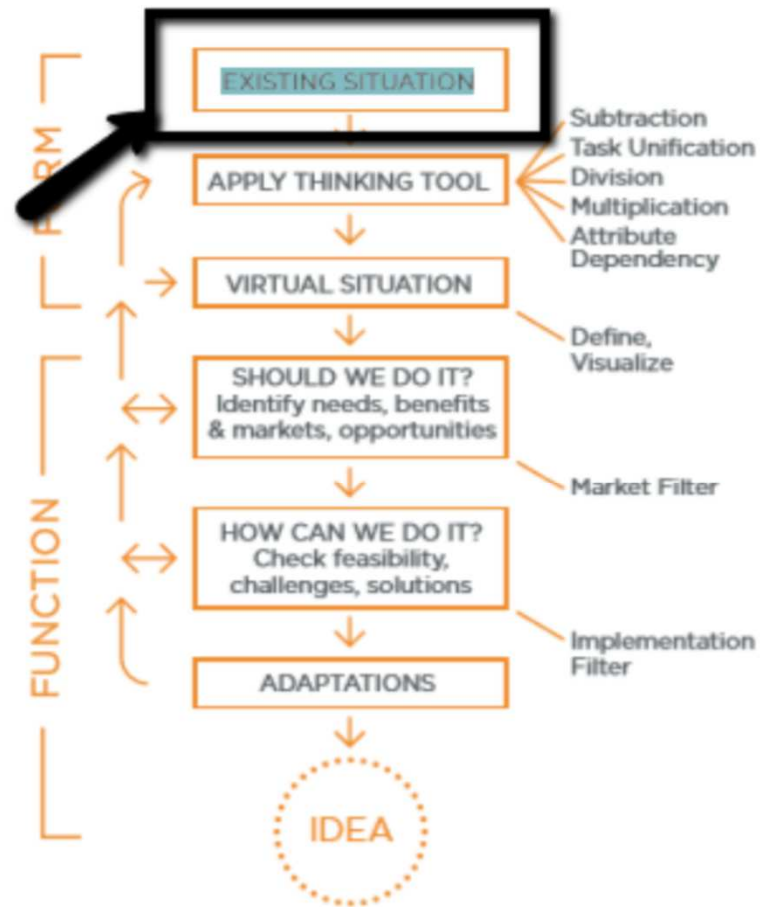 EXISTING SITUATION
FORM
APPLY THINKING TOOL
Subtraction
Task Unification
Division
Multiplication
Attribute
Dependency
VIRTUAL SITUATION
Define,
Visualize
SHOULD WE DO IT?
Identify needs, benefits
& markets, opportunities
Market Filter
FUNCTION
HOW CAN WE DO IT?
Check feasibility,
challenges, solutions
Implementation
Filter
ADAPTATIONS
IDEA